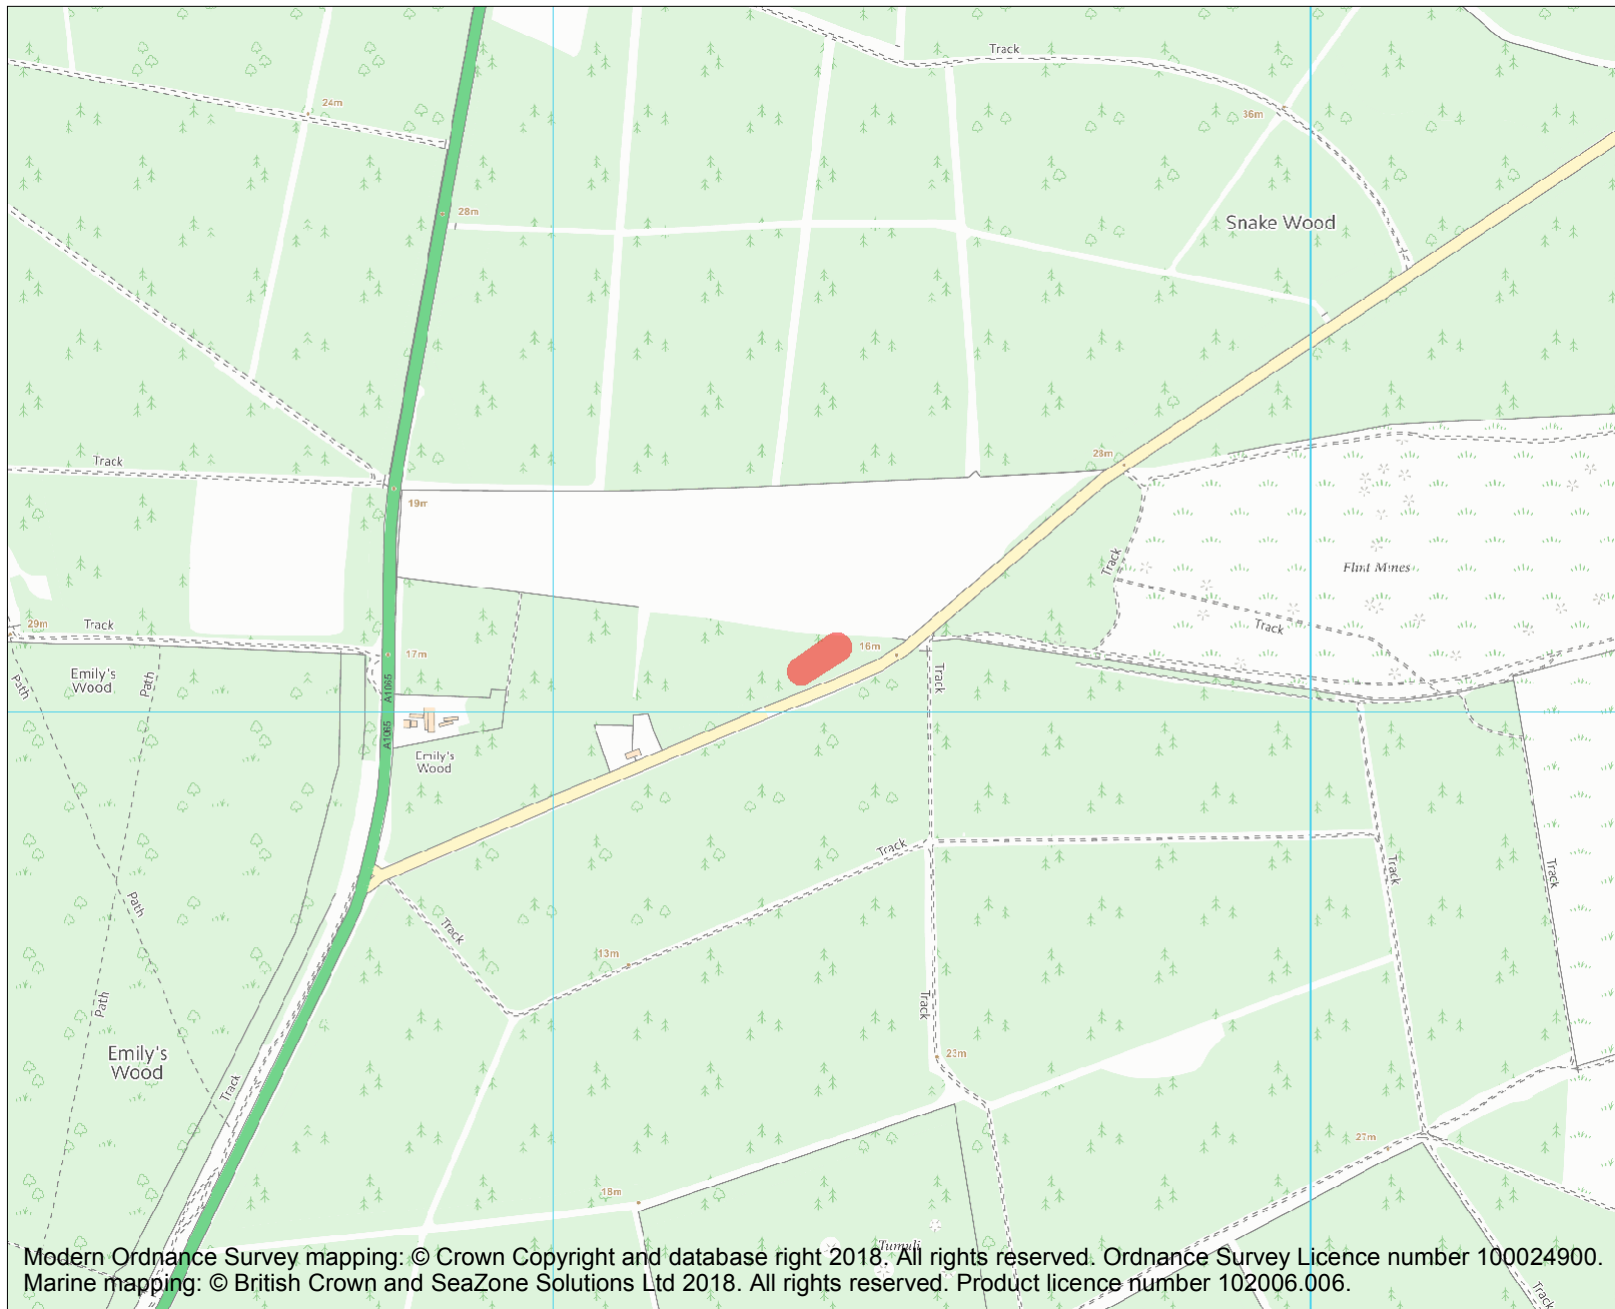 Track
24m
36m
28m
Snake Wood
28m
Track
19m
Track
Flint Mines
29m
Track
Track
16m
17m
Emily's
Wood
Path
Path
Track
A1065
A1065
Emily's
Wood
Track
Track
Track
Path
Track
13m
Path
Track
23m
Emily's
Wood
Track
27m
18m
Tumuli
Modern Ordnance Survey mapping: © Crown Copyright and database right 2018. All rights reserved. Ordnance Survey Licence number 100024900.
Marine mapping: © British Crown and SeaZone Solutions Ltd 2018. All rights reserved. Product licence number 102006.006.
Track